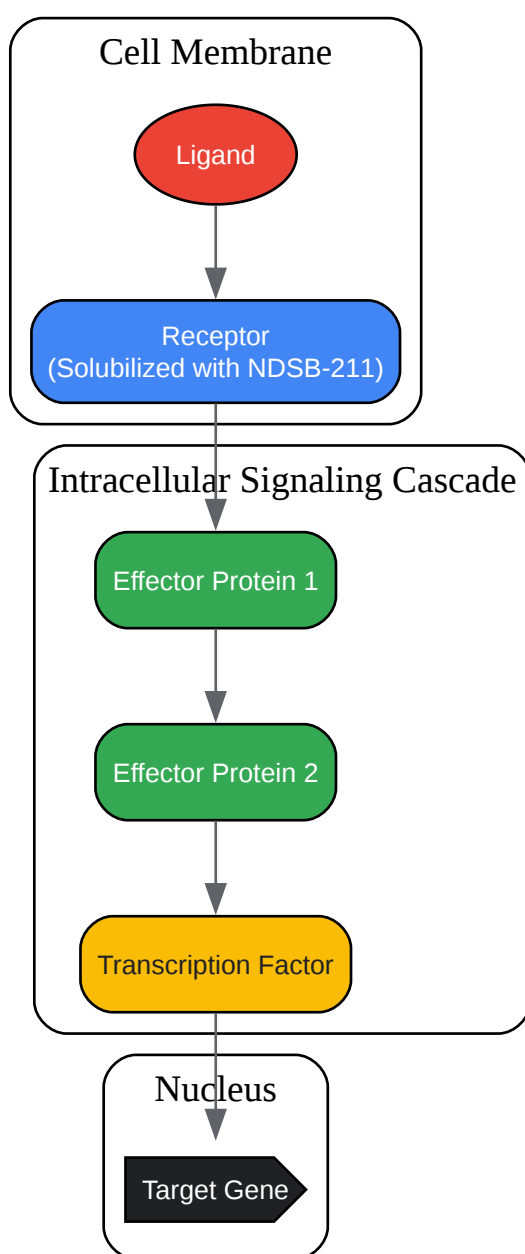 Cell Membrane
Ligand
Receptor
(Solubilized with NDSB-211)
Intracellular Signaling Cascade
Effector Protein 1
Effector Protein 2
Transcription Factor
Nucleus
Target Gene